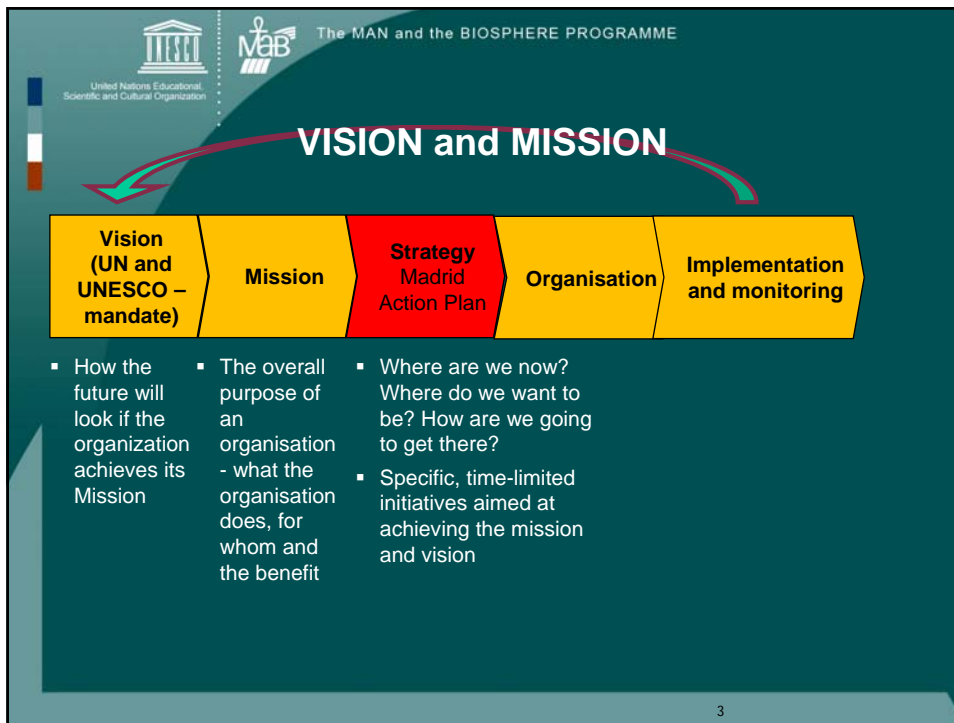 UNESCO
United Nations Educational,
Scientific and Cultural Organization
MaB
The MAN and the BIOSPHERE PROGRAMME
VISION and MISSION
Vision
(UN and
UNESCO –
mandate)
Mission
Strategy
Madrid
Action Plan
Organisation
Implementation
and monitoring
▪ How the
future will
look if the
organization
achieves its
Mission
▪ The overall
purpose of
an
organisation
- what the
organisation
does, for
whom and
the benefit
▪ Where are we now?
Where do we want to
be? How are we going
to get there?
▪ Specific, time-limited
initiatives aimed at
achieving the mission
and vision
3